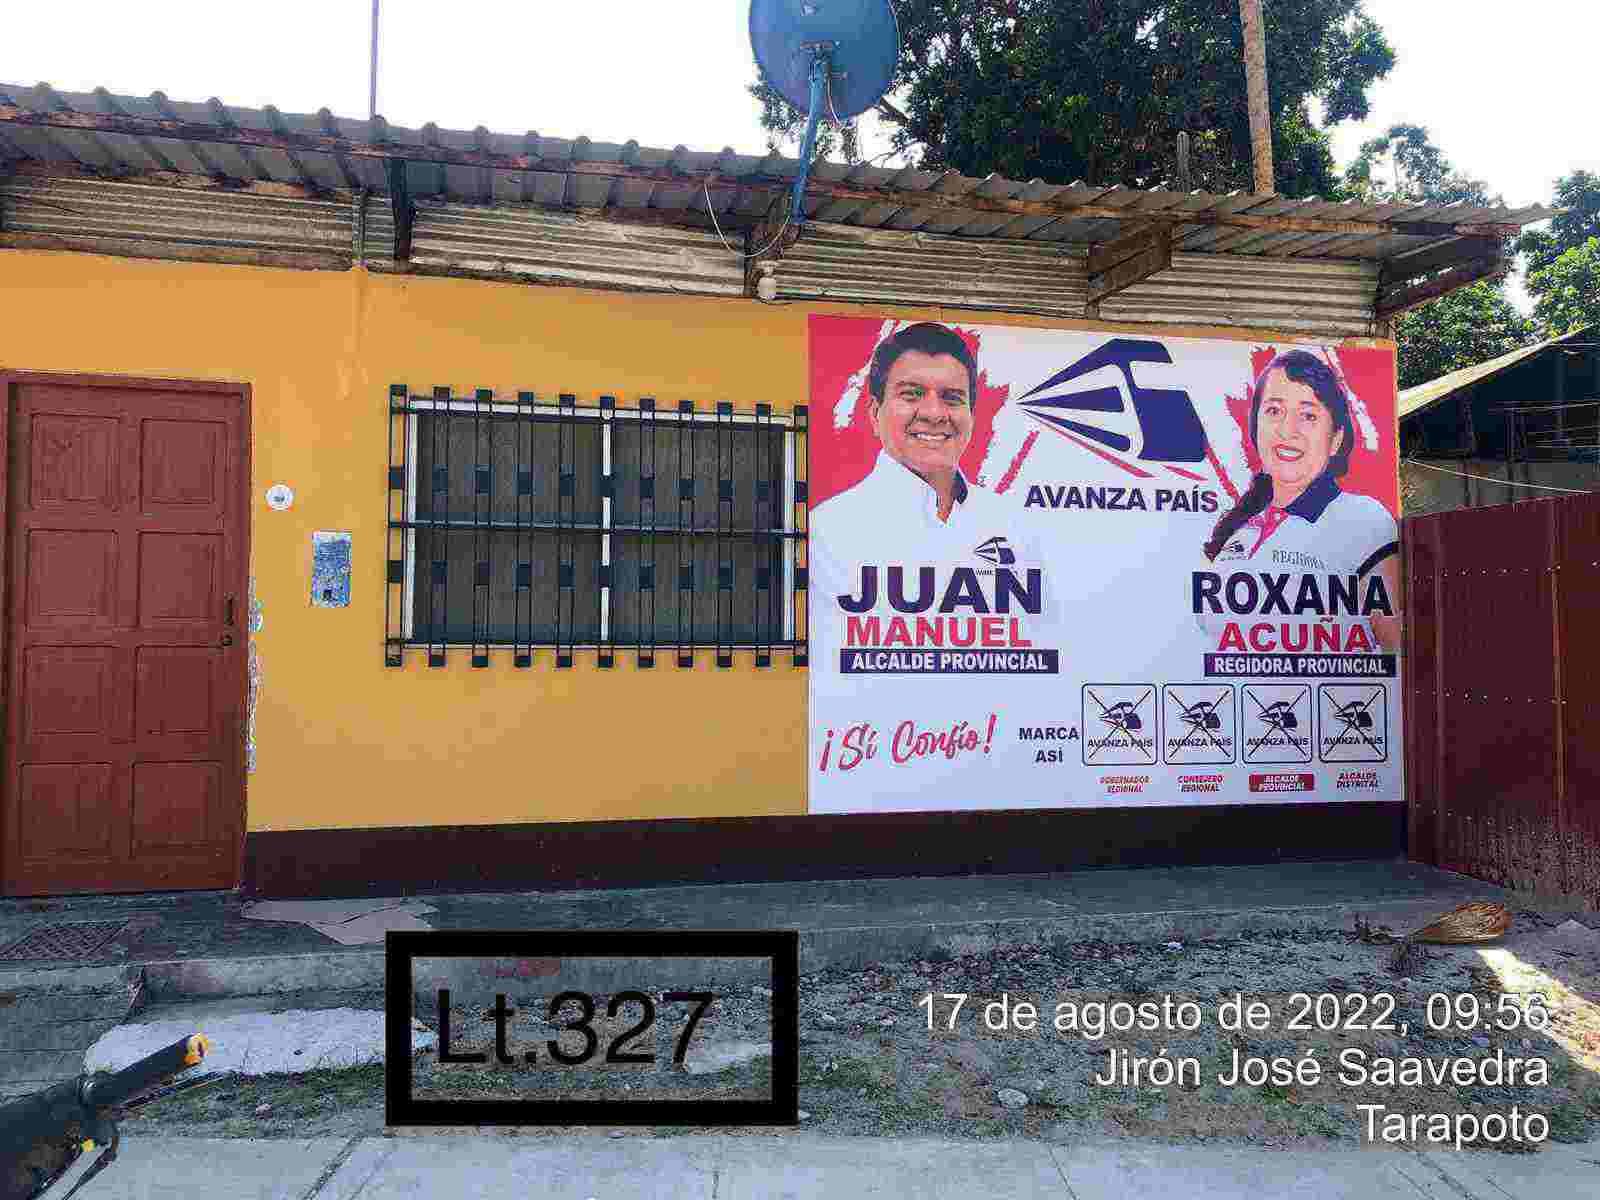 AVANZA PAÍS
JUAN
MANUEL
ALCALDE PROVINCIAL
REGIDORA
ROXANA
ACUÑA
REGIDORA PROVINCIAL
¡Sí Confío!
MARCA
ASÍ
AVANZA PAÍS
AVANZA PAÍS
AVANZA PAÍS
AVANZA PAÍS
GOBERNADOR
REGIONAL
CONSEJERO
REGIONAL
ALCALDE
PROVINCIAL
ALCALDE
DISTRITAL
Lt.327
17 de agosto de 2022, 09:56
Jirón José Saavedra
Tarapoto